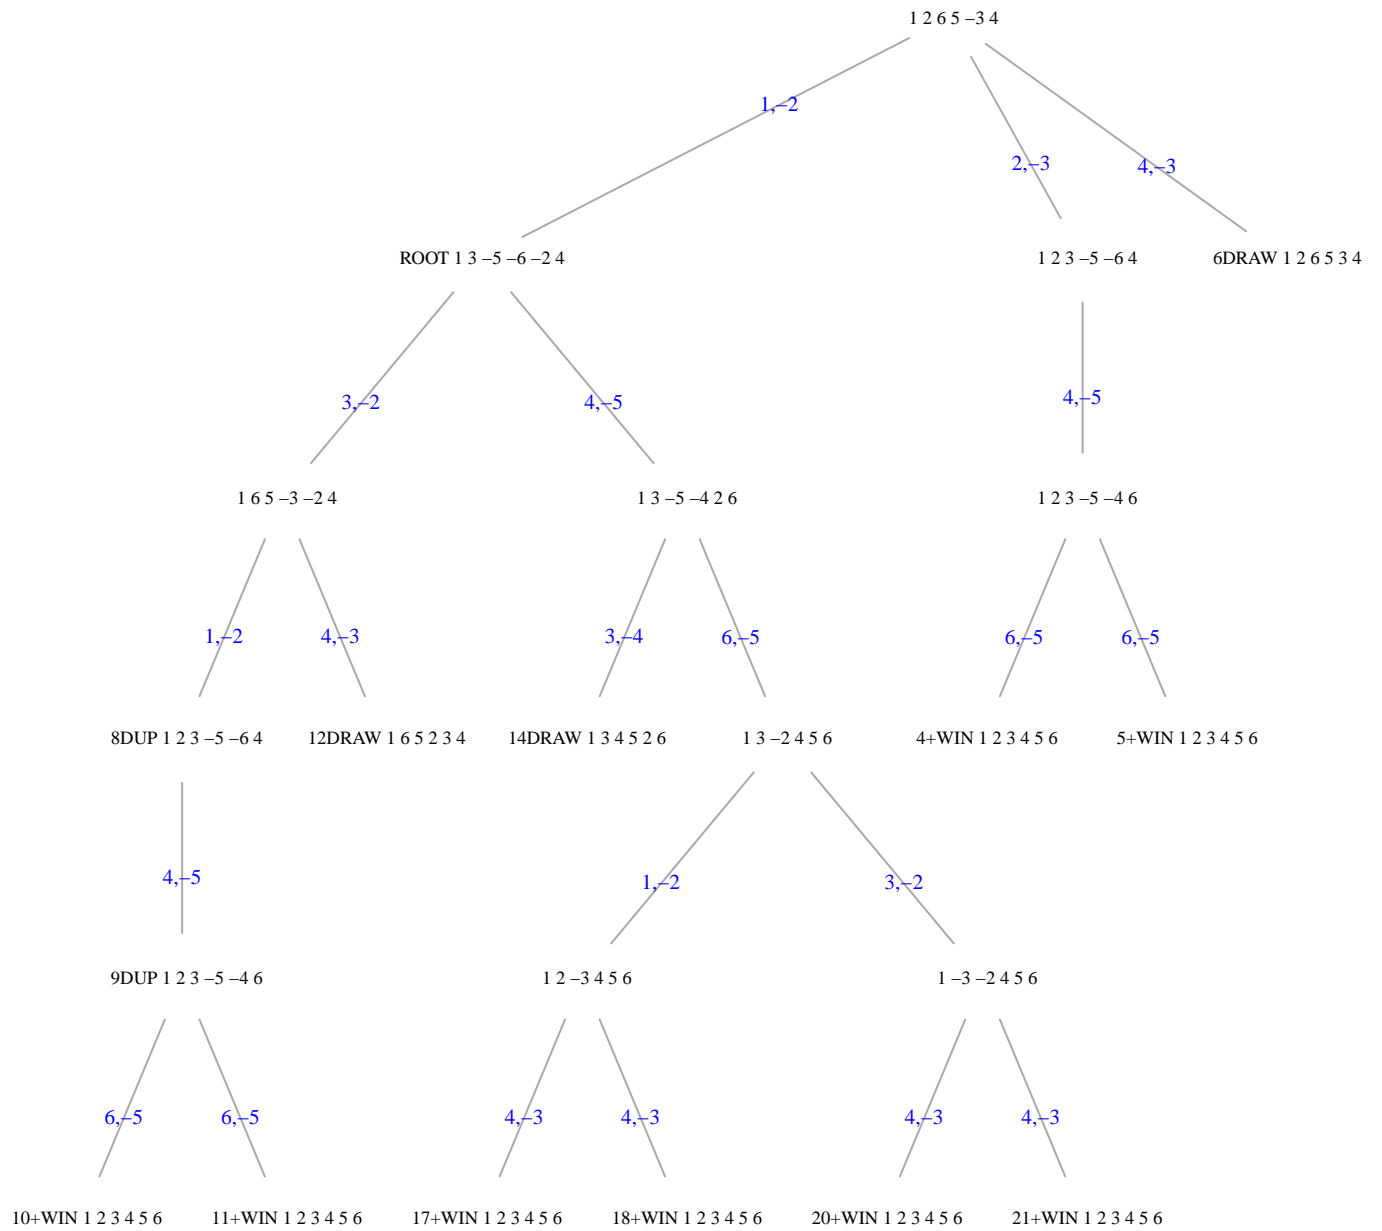 1 2 6 5 –3 4
1,–2
2,–3
4,–3
ROOT 1 3 –5 –6 –2 4
1 2 3 –5 –6 4
6DRAW 1 2 6 5 3 4
3,–2
4,–5
4,–5
1 6 5 –3 –2 4
1 3 –5 –4 2 6
1 2 3 –5 –4 6
1,–2
4,–3
3,–4
6,–5
6,–5
6,–5
8DUP 1 2 3 –5 –6 4
12DRAW 1 6 5 2 3 4
14DRAW 1 3 4 5 2 6
1 3 –2 4 5 6
4+WIN 1 2 3 4 5 6
5+WIN 1 2 3 4 5 6
4,–5
1,–2
3,–2
9DUP 1 2 3 –5 –4 6
1 2 –3 4 5 6
1 –3 –2 4 5 6
6,–5
6,–5
4,–3
4,–3
4,–3
4,–3
10+WIN 1 2 3 4 5 6
11+WIN 1 2 3 4 5 6
17+WIN 1 2 3 4 5 6
18+WIN 1 2 3 4 5 6
20+WIN 1 2 3 4 5 6
21+WIN 1 2 3 4 5 6